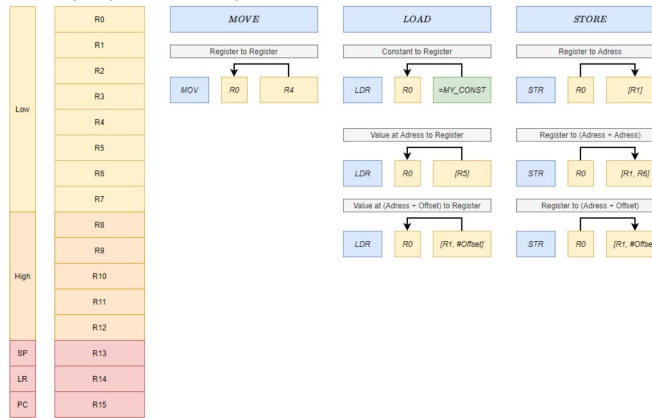 Low
High
SP
LR
PC
R0
R1
R2
R3
R4
R5
R6
R7
R8
R9
R10
R11
R12
R13
R14
R15
MOVE
Register to Register
MOV R0 R4
LOAD
Constant to Register
LDR R0 =MY_CONST
Value at Adress to Register
LDR R0 [R5]
Value at (Adress + Offset) to Register
LDR R0 [R1, #Offset]
STORE
Register to Adress
STR R0 [R1]
Register to (Adress + Adress)
STR R0 [R1, R6]
Register to (Adress + Offset)
STR R0 [R1, #Offse